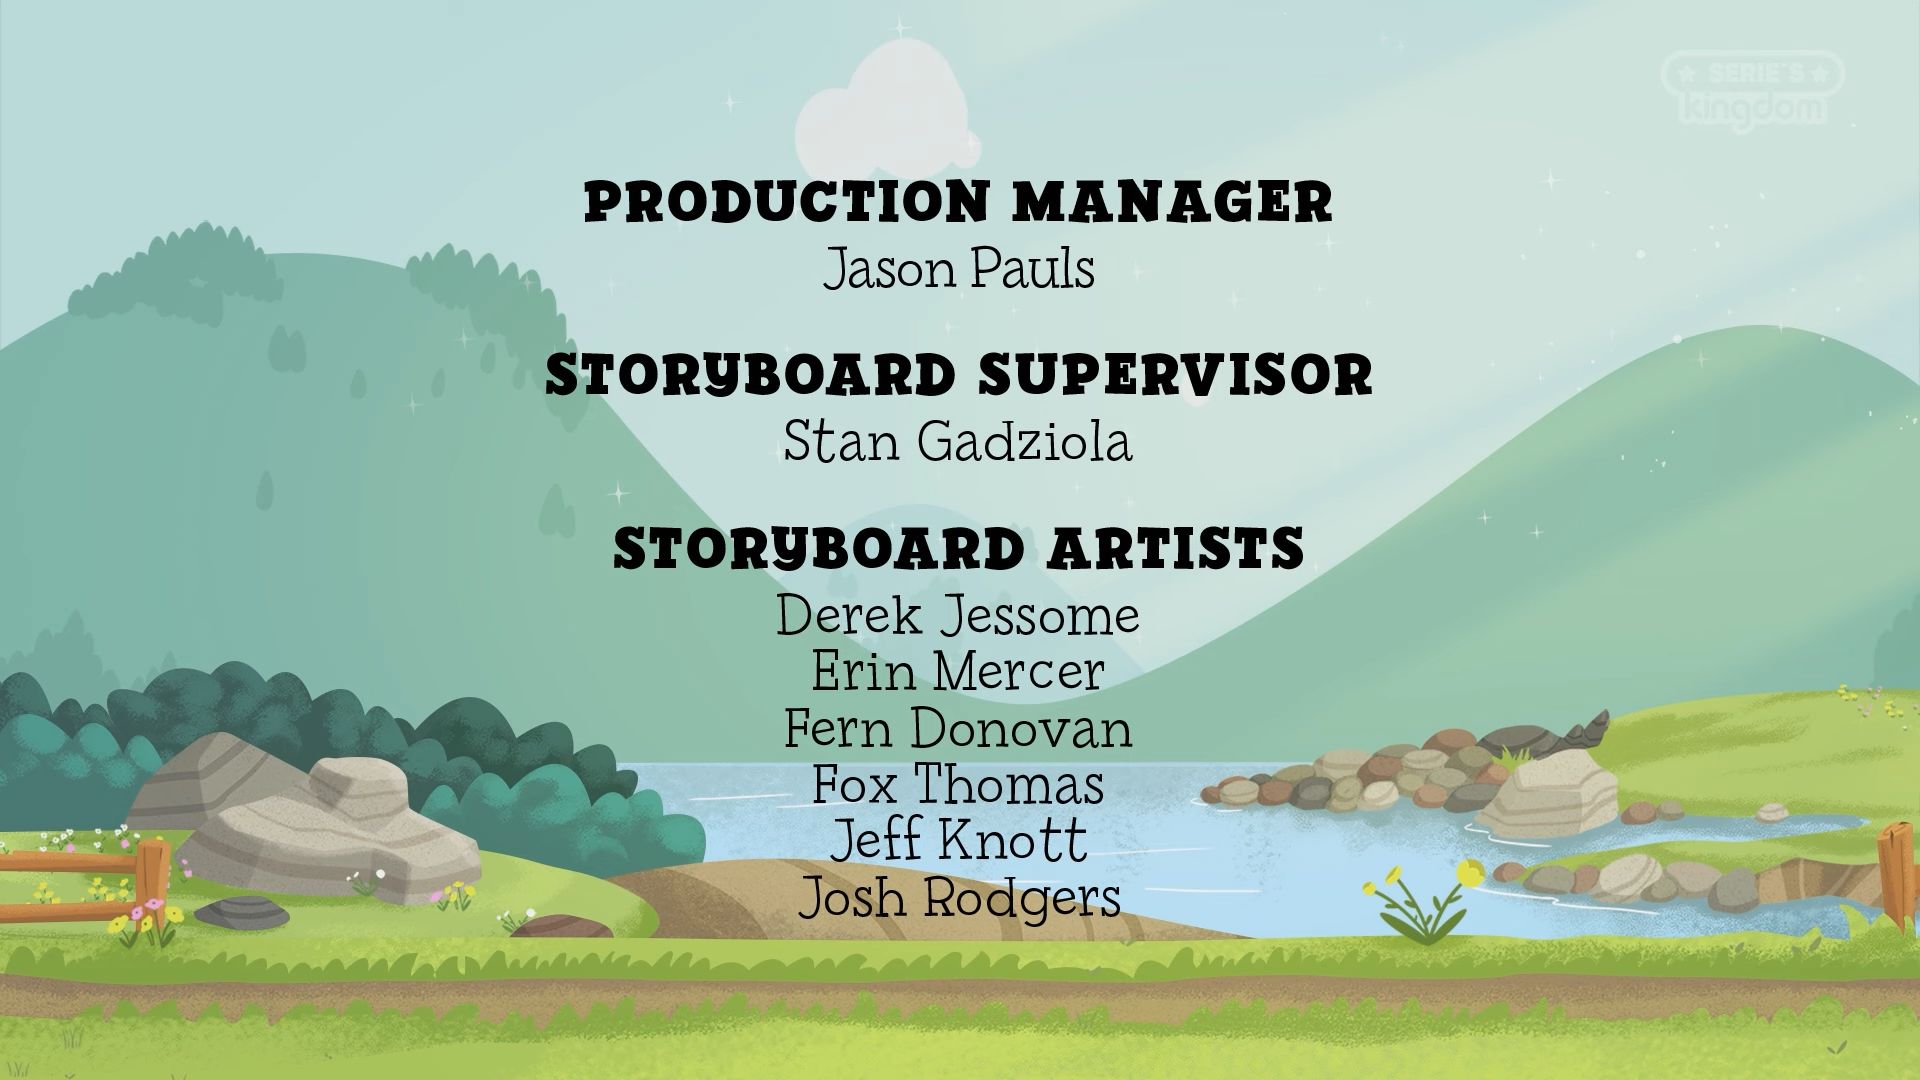 SERIE'S
kingdom
PRODUCTION MANAGER
Jason Pauls
STORYBOARD SUPERVISOR
Stan Gadziola
STORYBOARD ARTISTS
Derek Jessome
Erin Mercer
Fern Donovan
Fox Thomas
Jeff Knott
Josh Rodgers